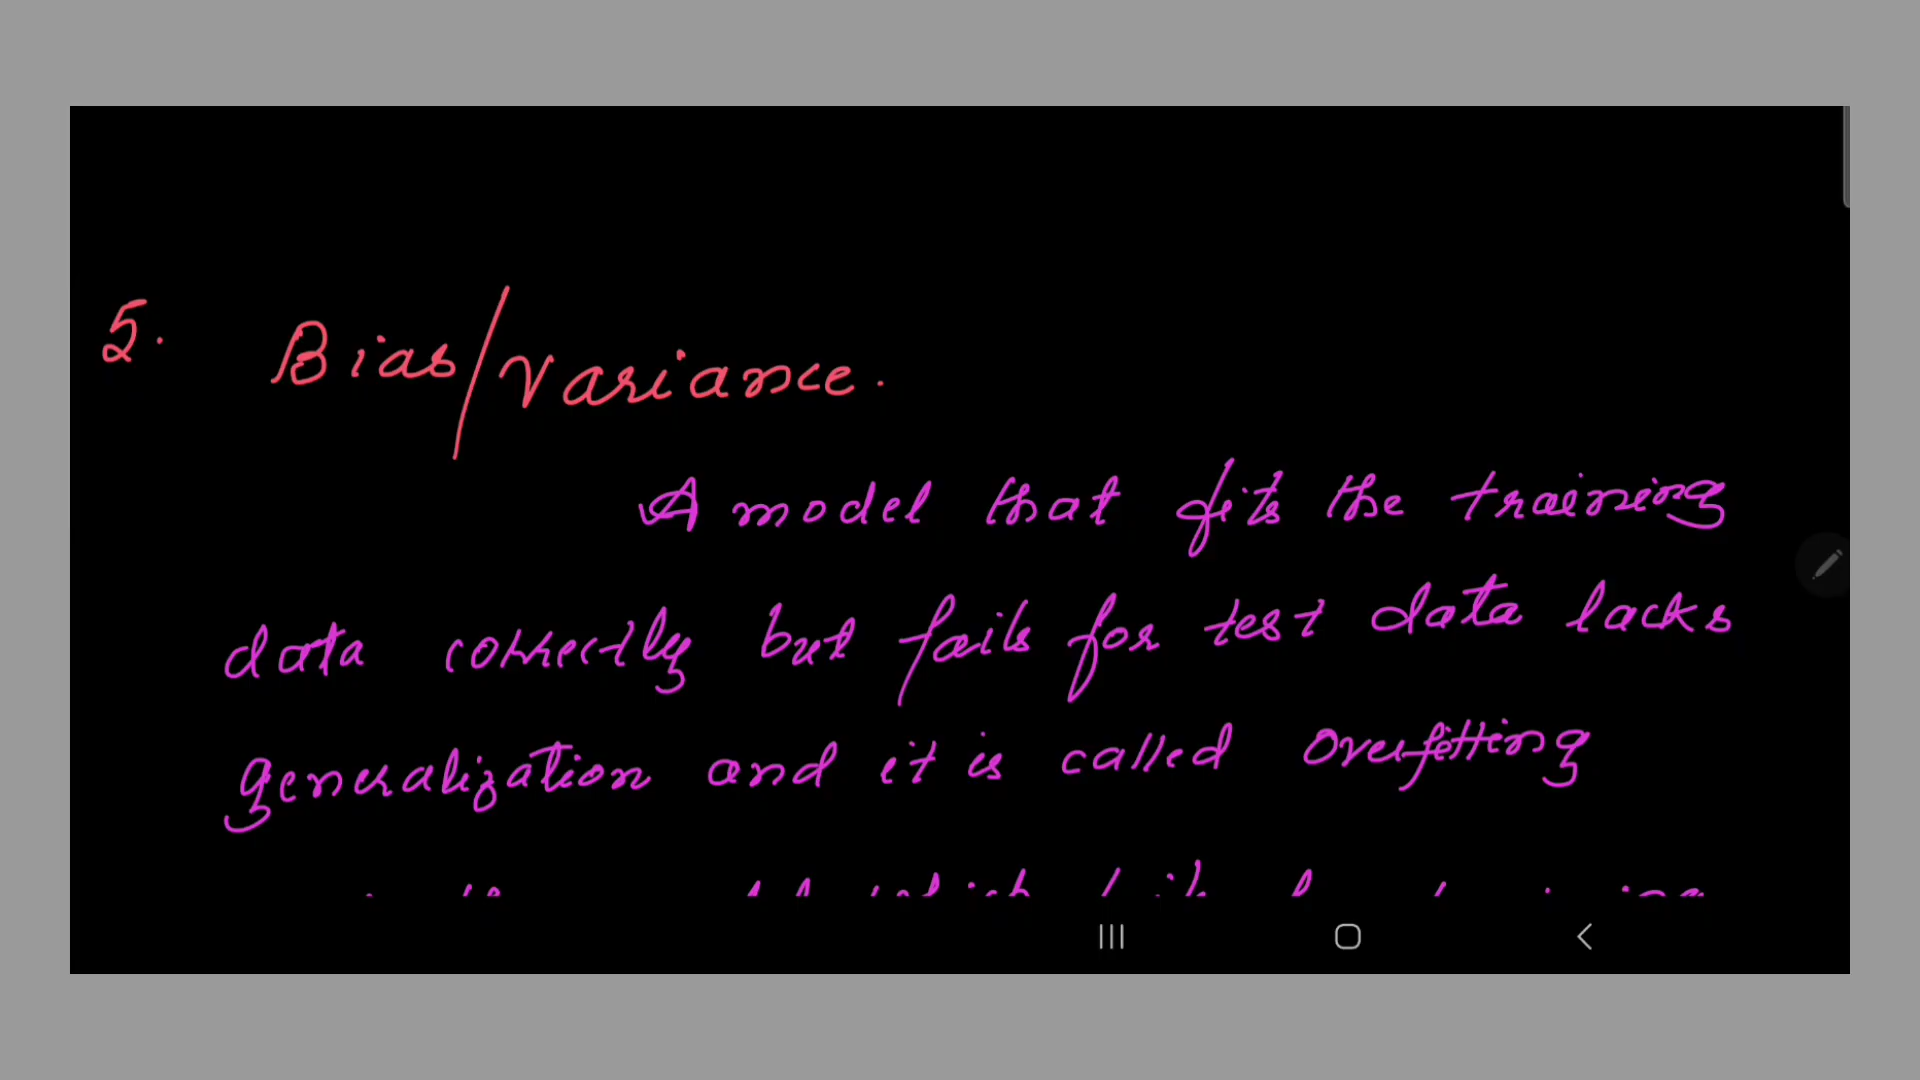 5. Bias/Variance.
A model that fits the training
data correctly but fails for test data lacks
generalization and it is called Overfitting